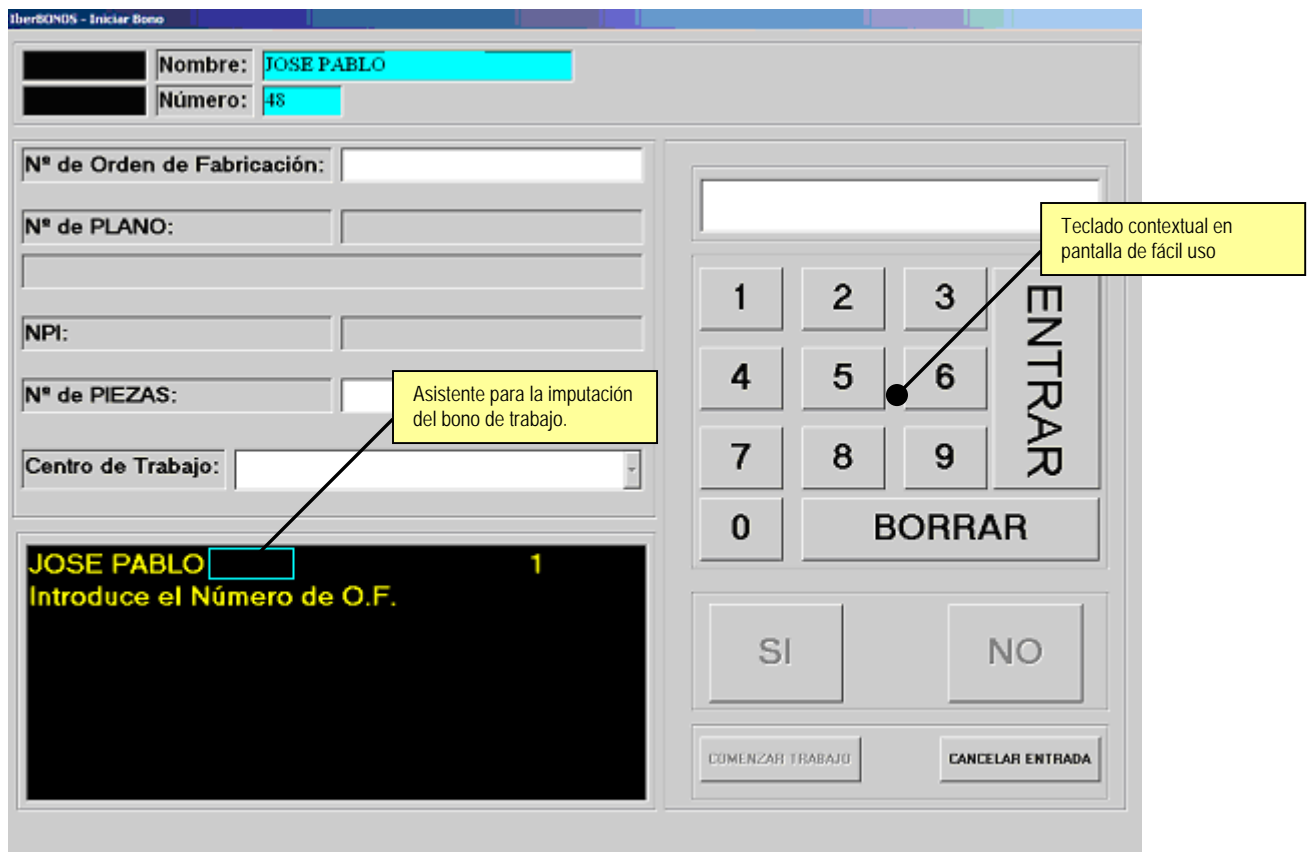 IberBONOS - Iniciar Bono
Nombre: JOSE PABLO
Número: 48
Nº de Orden de Fabricación:
Nº de PLANO:
NPI:
Nº de PIEZAS:
Centro de Trabajo:
Asistente para la imputación
del bono de trabajo.
JOSE PABLO 1
Introduce el Número de O.F.
Teclado contextual en
pantalla de fácil uso
1 2 3
4 5 6
7 8 9
ENTRAR
0 BORRAR
SI NO
COMENZAR TRABAJO CANCELAR ENTRADA